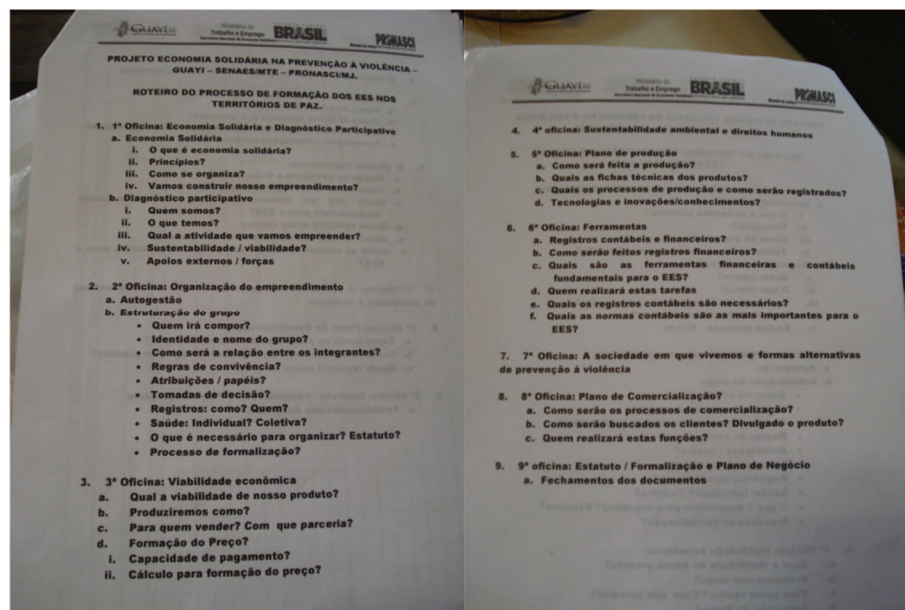 GUAYÍ
Ministério do
Trabalho e Emprego
BRASIL
PRONASCI
PROJETO ECONOMIA SOLIDÁRIA NA PREVENÇÃO À VIOLÊNCIA –
GUAYI – SENAES/MTE – PRONASCI/MJ.
ROTEIRO DO PROCESSO DE FORMAÇÃO DOS EES NOS
TERRITÓRIOS DE PAZ.
1. 1ª Oficina: Economia Solidária e Diagnóstico Participativo
a. Economia Solidária
i. O que é economia solidária?
ii. Princípios?
iii. Como se organiza?
iv. Vamos construir nosso empreendimento?
b. Diagnóstico participativo
i. Quem somos?
ii. O que temos?
iii. Qual a atividade que vamos empreender?
iv. Sustentabilidade / viabilidade?
v. Apoios externos / forças
2. 2ª Oficina: Organização do empreendimento
a. Autogestão
b. Estruturação do grupo
• Quem irá compor?
• Identidade e nome do grupo?
• Como será a relação entre os integrantes?
• Regras de convivência?
• Atribuições / papéis?
• Tomadas de decisão?
• Registros: como? Quem?
• Saúde: Individual? Coletiva?
• O que é necessário para organizar? Estatuto?
• Processo de formalização?
3. 3ª Oficina: Viabilidade econômica
a. Qual a viabilidade de nosso produto?
b. Produziremos como?
c. Para quem vender? Com que parceria?
d. Formação do Preço?
i. Capacidade de pagamento?
ii. Cálculo para formação do preço?
GUAYÍ
Ministério do
Trabalho e Emprego
BRASIL
PRONASCI
4. 4ª oficina: Sustentabilidade ambiental e direitos humanos
5. 5ª Oficina: Plano de produção
a. Como será feita a produção?
b. Quais as fichas técnicas dos produtos?
c. Quais os processos de produção e como serão registrados?
d. Tecnologias e inovações/conhecimentos?
6. 6ª Oficina: Ferramentas
a. Registros contábeis e financeiros?
b. Como serão feitos registros financeiros?
c. Quais são as ferramentas financeiras e contábeis
fundamentais para o EES?
d. Quem realizará estas tarefas
e. Quais os registros contábeis são necessários?
f. Quais as normas contábeis são as mais importantes para o
EES?
7. 7ª Oficina: A sociedade em que vivemos e formas alternativas
de prevenção à violência
8. 8ª Oficina: Plano de Comercialização?
a. Como serão os processos de comercialização?
b. Como serão buscados os clientes? Divulgado o produto?
c. Quem realizará estas funções?
9. 9ª oficina: Estatuto / Formalização e Plano de Negócio
a. Fechamentos dos documentos